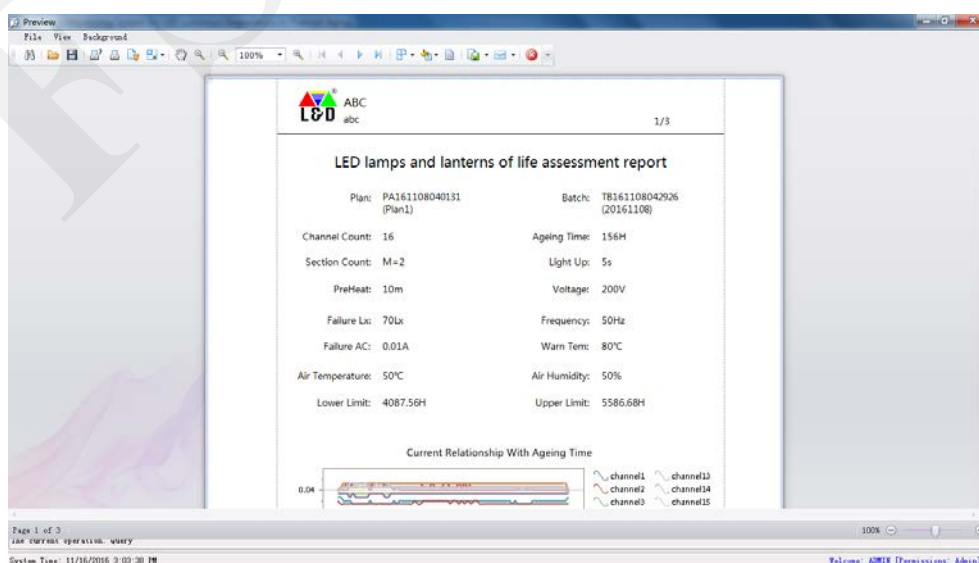 Preview
File View Background
100%
L&D ® ABC
abc
1/3
LED lamps and lanterns of life assessment report
Plan: PA161108040131 Batch: TB161108042926
(Plan1) (20161108)
Channel Count: 16 Ageing Time: 156H
Section Count: M=2 Light Up: 5s
PreHeat: 10m Voltage: 200V
Failure Lx: 70Lx Frequency: 50Hz
Failure AC: 0.01A Warn Tem: 80℃
Air Temperature: 50℃ Air Humidity: 50%
Lower Limit: 4087.56H Upper Limit: 5586.68H
Current Relationship With Ageing Time
channel1 channel13
0.04 channel2 channel14
channel3 channel15
Page 1 of 3 100%
The current operation: query
System Time: 11/16/2016 3:03:30 PM Welcome: ADMIN [Permissions: Admin]